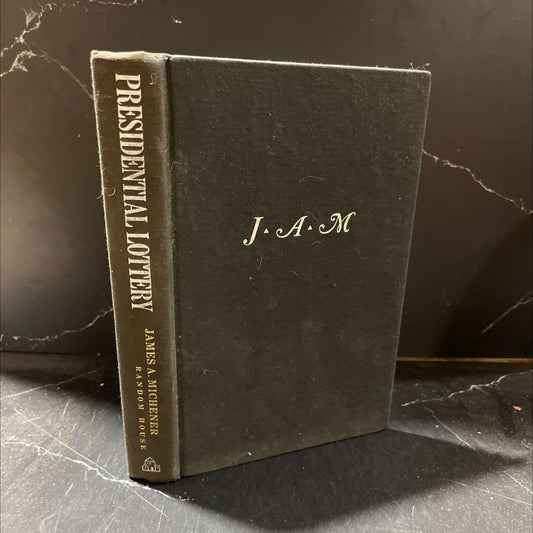 PRESIDENTIAL LOTTERY
JAMES A. MICHENER
RANDOM HOUSE
J·A·M